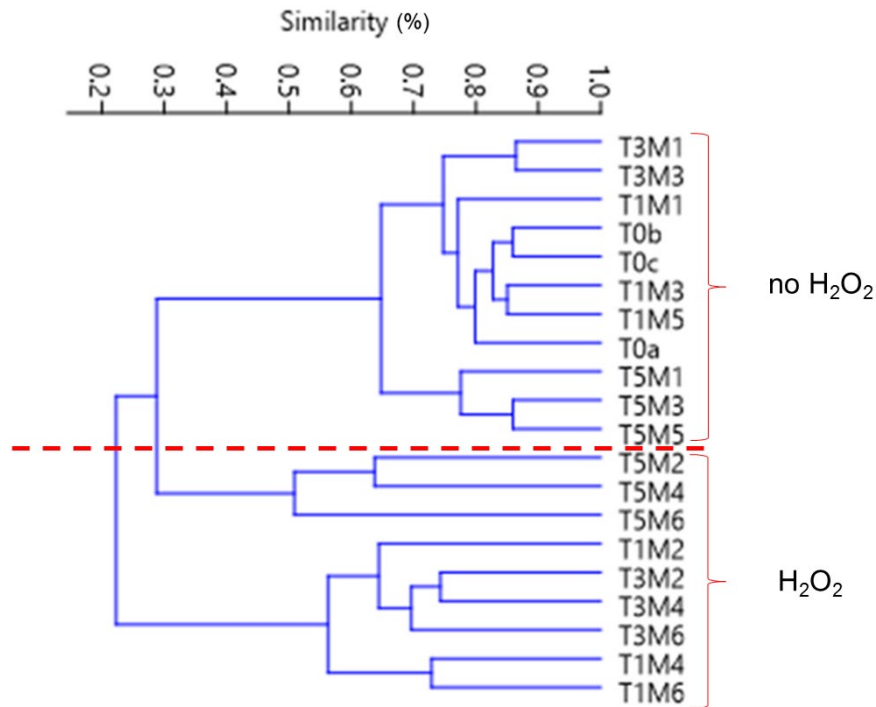 Similarity (%)
0.2 0.3 0.4 0.5 0.6 0.7 0.8 0.9 1.0
T3M1
T3M3
T1M1
T0b
T0c
T1M3
T1M5
T0a
T5M1
T5M3
T5M5
no H₂O₂
T5M2
T5M4
T5M6
T1M2
T3M2
T3M4
T3M6
T1M4
T1M6
H₂O₂